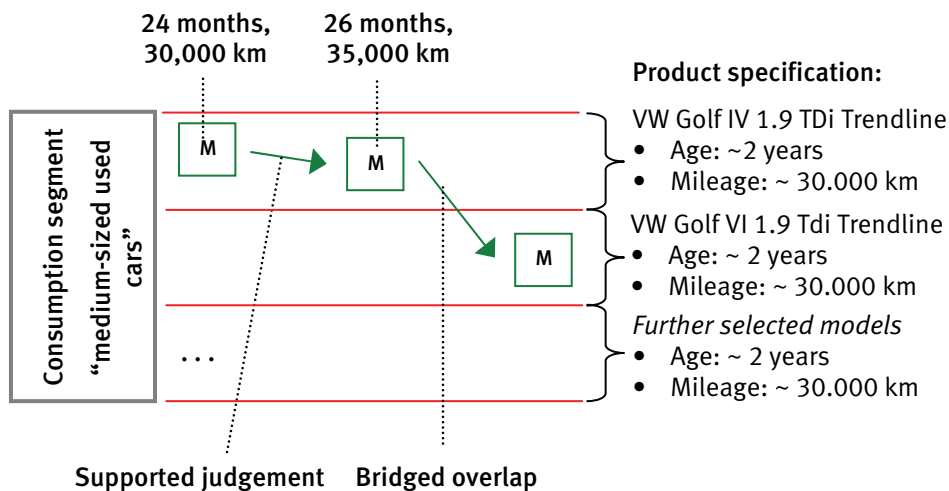 24 months,
30,000 km
26 months,
35,000 km
Product specification:
Consumption segment
“medium-sized used
cars”
M
M
M
...
VW Golf IV 1.9 TDi Trendline
• Age: ~2 years
• Mileage: ~ 30.000 km
VW Golf VI 1.9 Tdi Trendline
• Age: ~ 2 years
• Mileage: ~ 30.000 km
Further selected models
• Age: ~ 2 years
• Mileage: ~ 30.000 km
Supported judgement
Bridged overlap